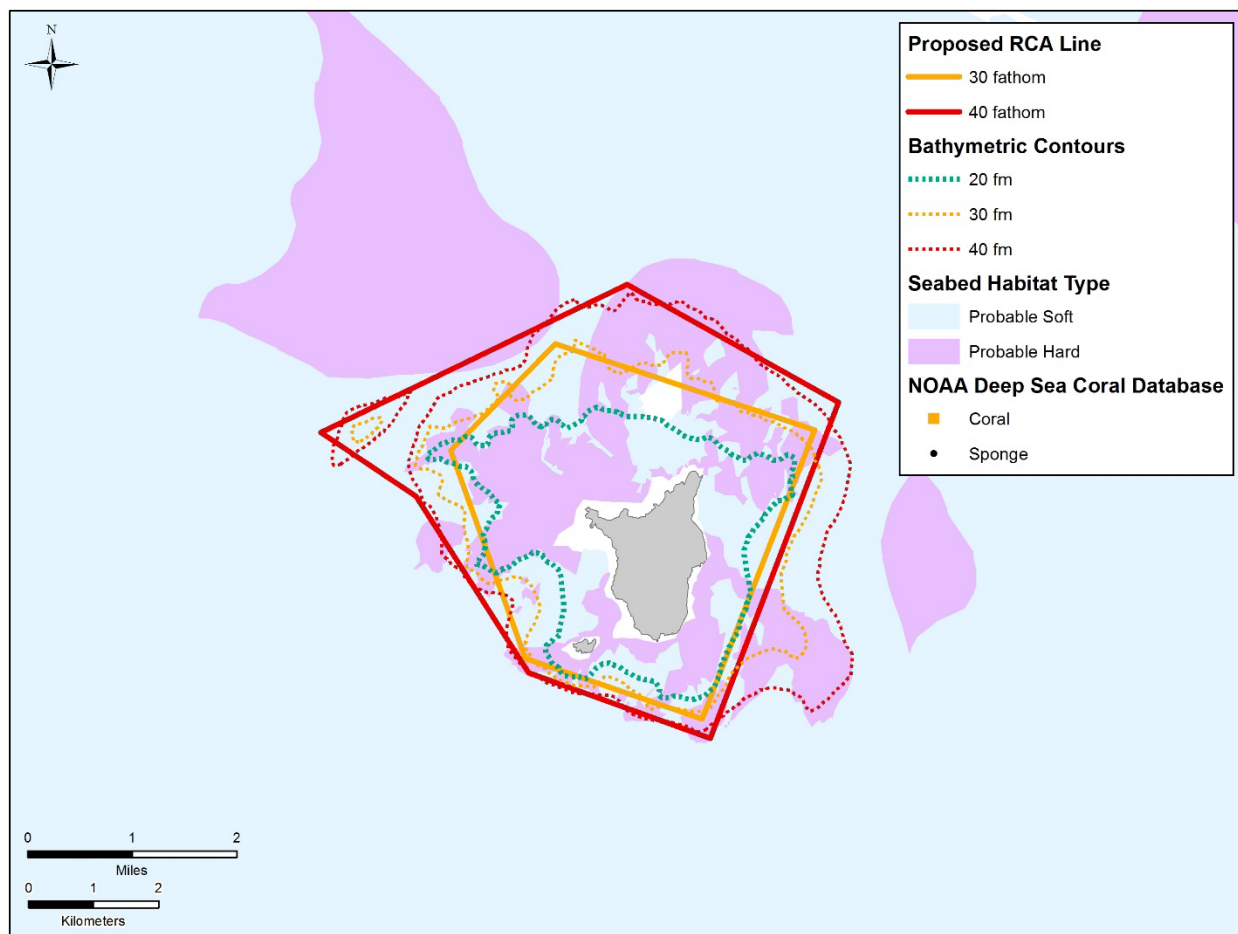 N
Proposed RCA Line
30 fathom
40 fathom
Bathymetric Contours
20 fm
30 fm
40 fm
Seabed Habitat Type
Probable Soft
Probable Hard
NOAA Deep Sea Coral Database
Coral
Sponge
0 1 2
Miles
0 1 2
Kilometers